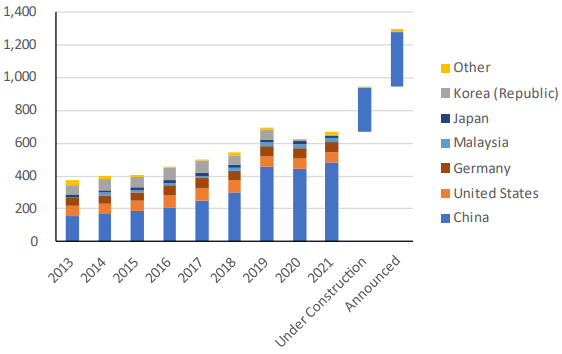 1,400
1,200
1,000
800
600
400
200
0
Other
Korea (Republic)
Japan
Malaysia
Germany
United States
China
2013
2014
2015
2016
2017
2018
2019
2020
2021
Under Construction
Announced